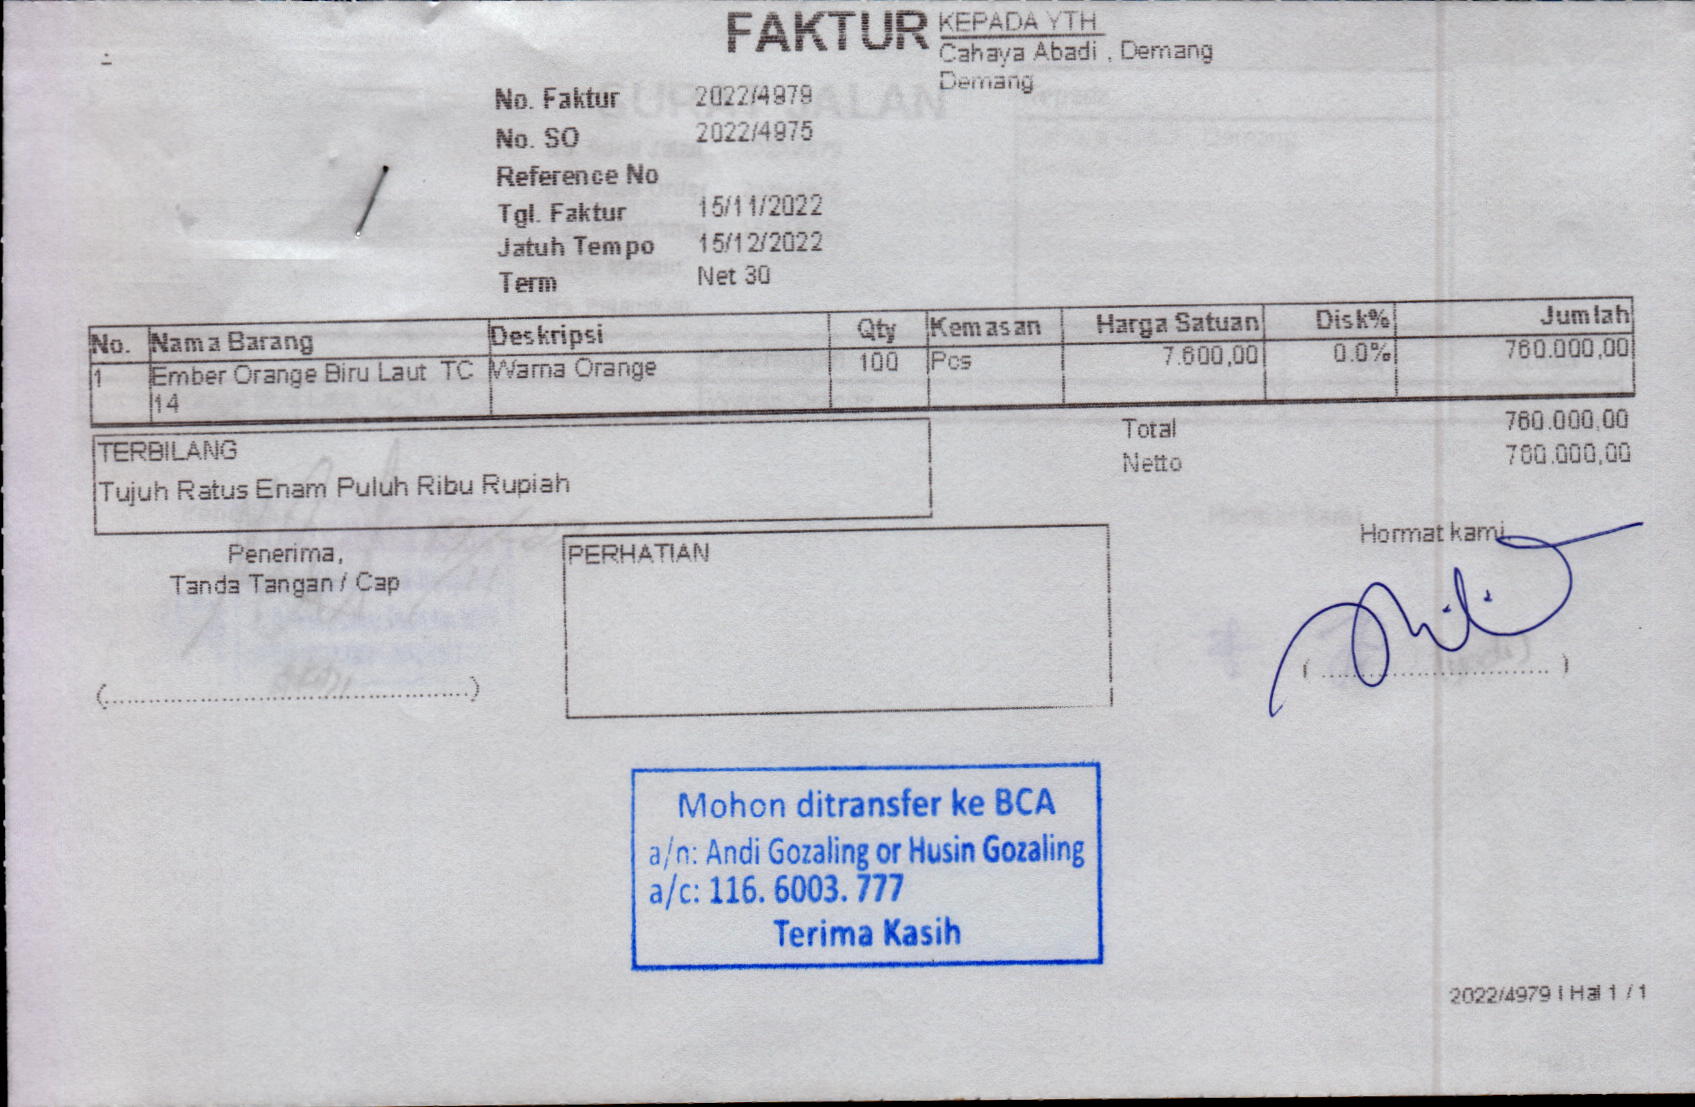 FAKTUR
KEPADA YTH
Cahaya Abadi , Demang
Demang
No. Faktur 2022/4979
No. SO 2022/4975
Reference No
Tgl. Faktur 15/11/2022
Jatuh Tempo 15/12/2022
Term Net 30
No. Nama Barang Deskripsi Qty Kemasan Harga Satuan Disk% Jumlah
1 Ember Orange Biru Laut TC Warna Orange 100 Pcs 7.600,00 0.0% 760.000,00
14
Total 760.000,00
Netto 760.000,00
TERBILANG
Tujuh Ratus Enam Puluh Ribu Rupiah
Penerima,
Tanda Tangan / Cap
(....................................................)
PERHATIAN
Hormat kami
( .................................... )
Mohon ditransfer ke BCA
a/n: Andi Gozaling or Husin Gozaling
a/c: 116. 6003. 777
Terima Kasih
2022/4979 | Hal 1 / 1